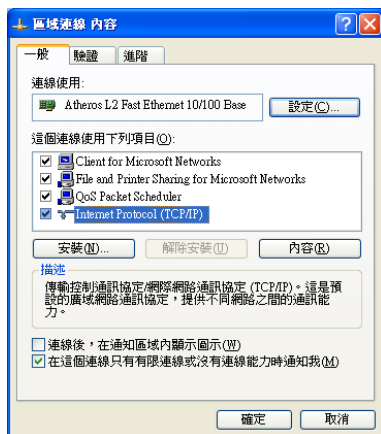 區域連線 內容
一般 驗證 進階
連線使用:
Atheros L2 Fast Ethernet 10/100 Base
設定(C)...
這個連線使用下列項目(O):
Client for Microsoft Networks
File and Printer Sharing for Microsoft Networks
QoS Packet Scheduler
Internet Protocol (TCP/IP)
安裝(N)... 解除安裝(U) 內容(R)
描述
傳輸控制通訊協定/網際網路通訊協定 (TCP/IP)。這是預
設的廣域網路通訊協定，提供不同網路之間的通訊能
力。
連線後，在通知區域內顯示圖示(W)
在這個連線只有有限連線或沒有連線能力時通知我(M)
確定 取消